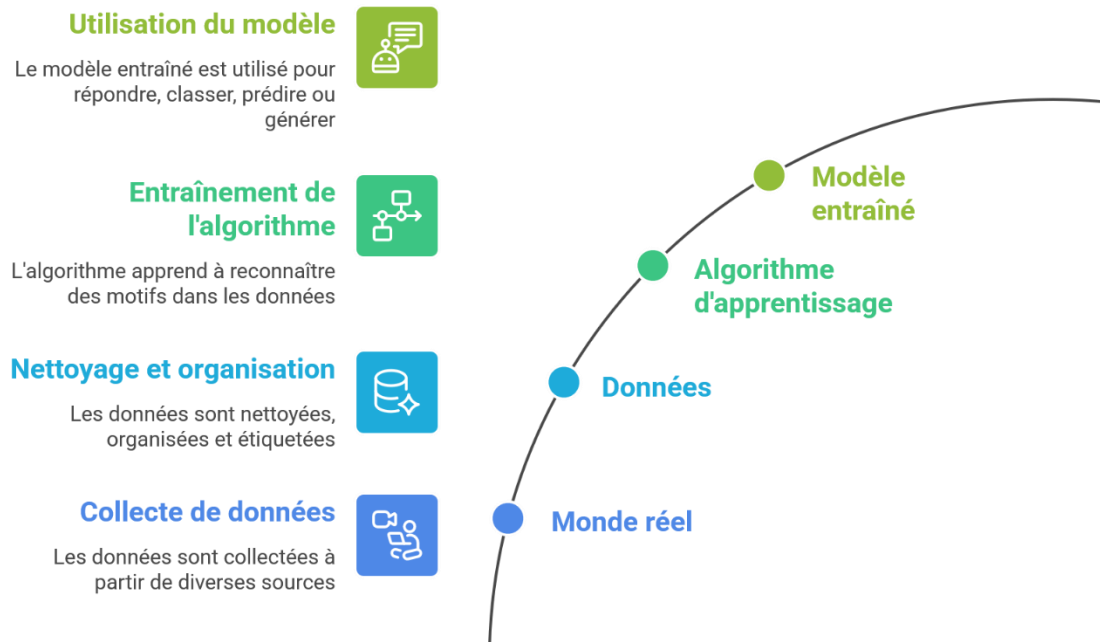 Utilisation du modèle
Le modèle entraîné est utilisé pour
répondre, classer, prédire ou
générer
Modèle
entraîné
Entraînement de
l'algorithme
L'algorithme apprend à reconnaître
des motifs dans les données
Algorithme
d'apprentissage
Nettoyage et organisation
Les données sont nettoyées,
organisées et étiquetées
Données
Collecte de données
Les données sont collectées à
partir de diverses sources
Monde réel